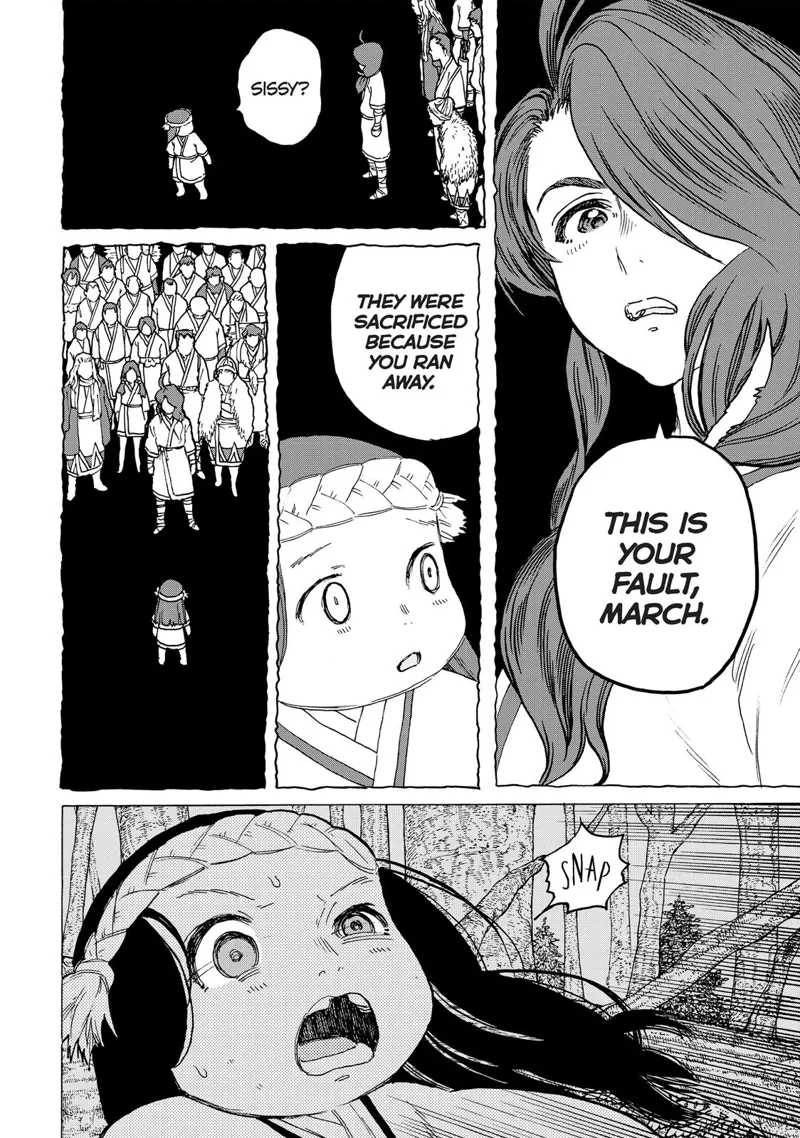 SISSY?
THIS IS
YOUR
FAULT,
MARCH.
THEY WERE
SACRIFICED
BECAUSE
YOU RAN
AWAY.
SNAP